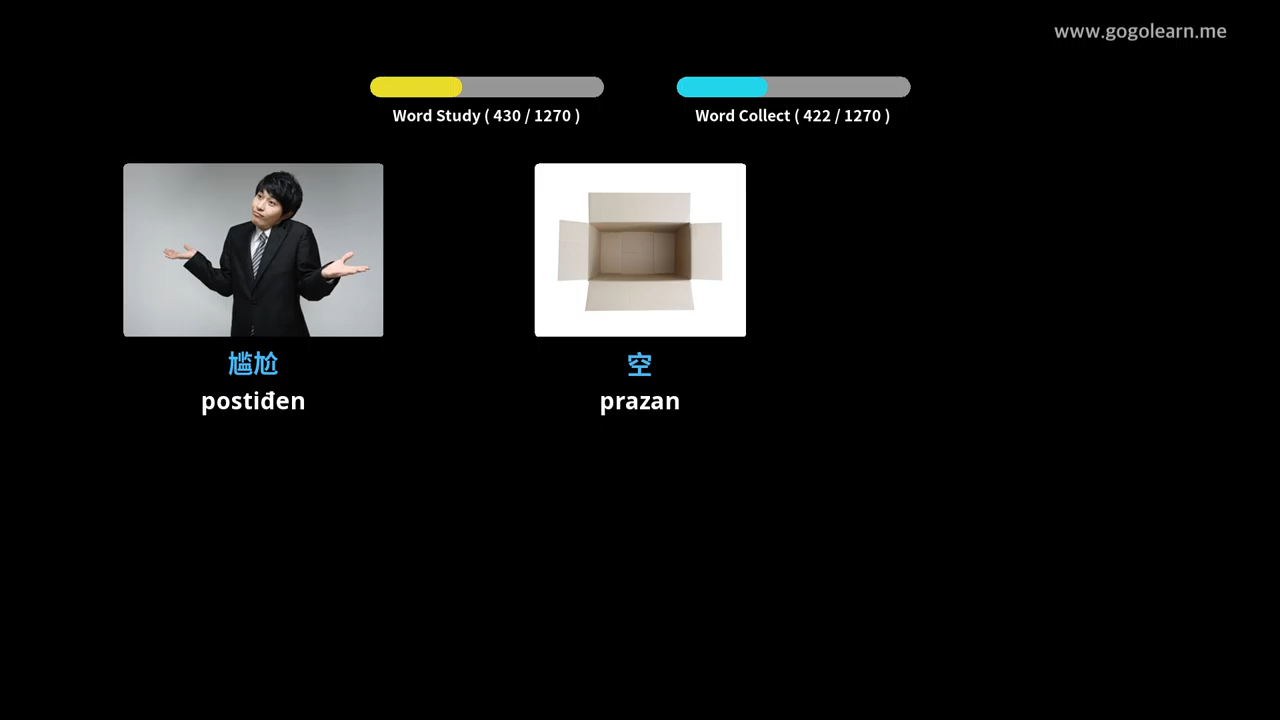 www.gogolearn.me
Word Study ( 430 / 1270 )
Word Collect ( 422 / 1270 )
尴尬
postiđen
空
prazan